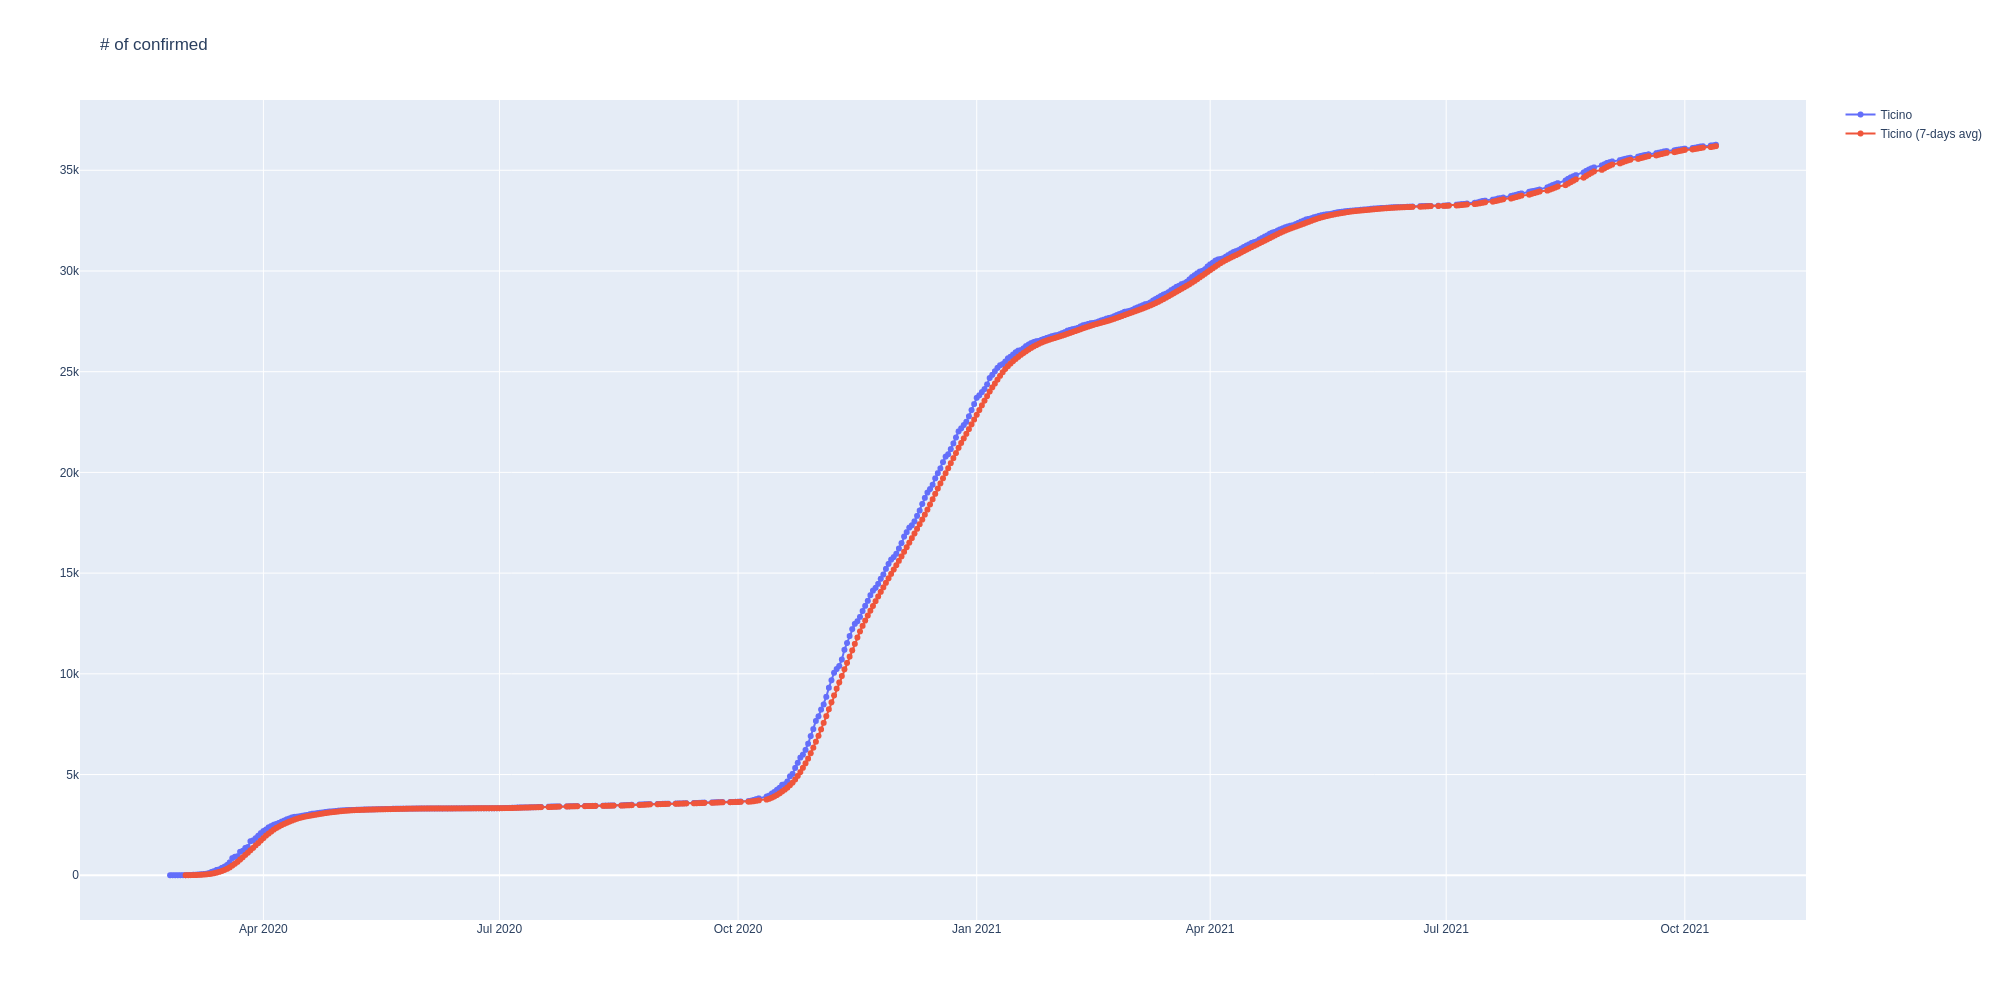 # of confirmed
Ticino
Ticino (7-days avg)
35k
30k
25k
20k
15k
10k
5k
0
Apr 2020
Jul 2020
Oct 2020
Jan 2021
Apr 2021
Jul 2021
Oct 2021